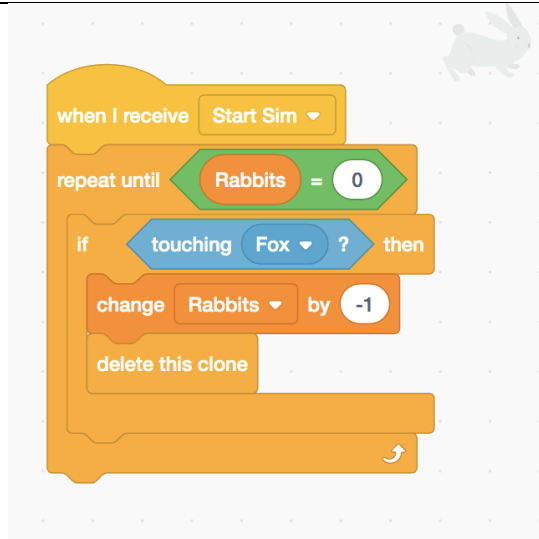 when I receive Start Sim
repeat until Rabbits = 0
if touching Fox ? then
change Rabbits by -1
delete this clone